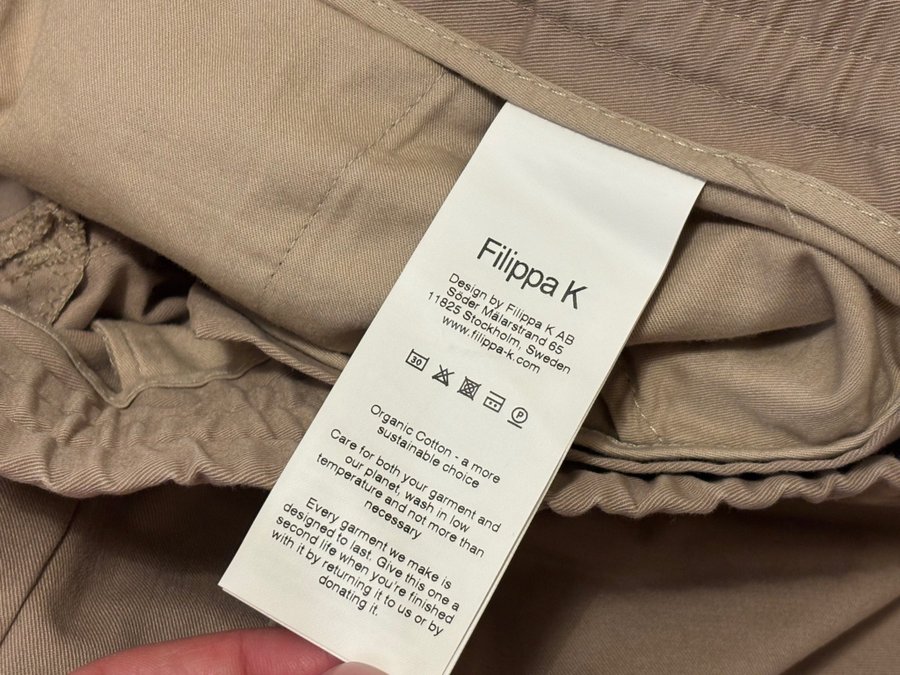 Filippa K
Design by Filippa K AB
Söder Mälarstrand 65
11825 Stockholm, Sweden
www.filippa-k.com
30 P
Organic Cotton - a more
sustainable choice
Care for both your garment and
our planet, wash in low
temperature and not more than
necessary
Every garment we make is
designed to last. Give this one a
second life when you're finished
with it by returning it to us or by
donating it.